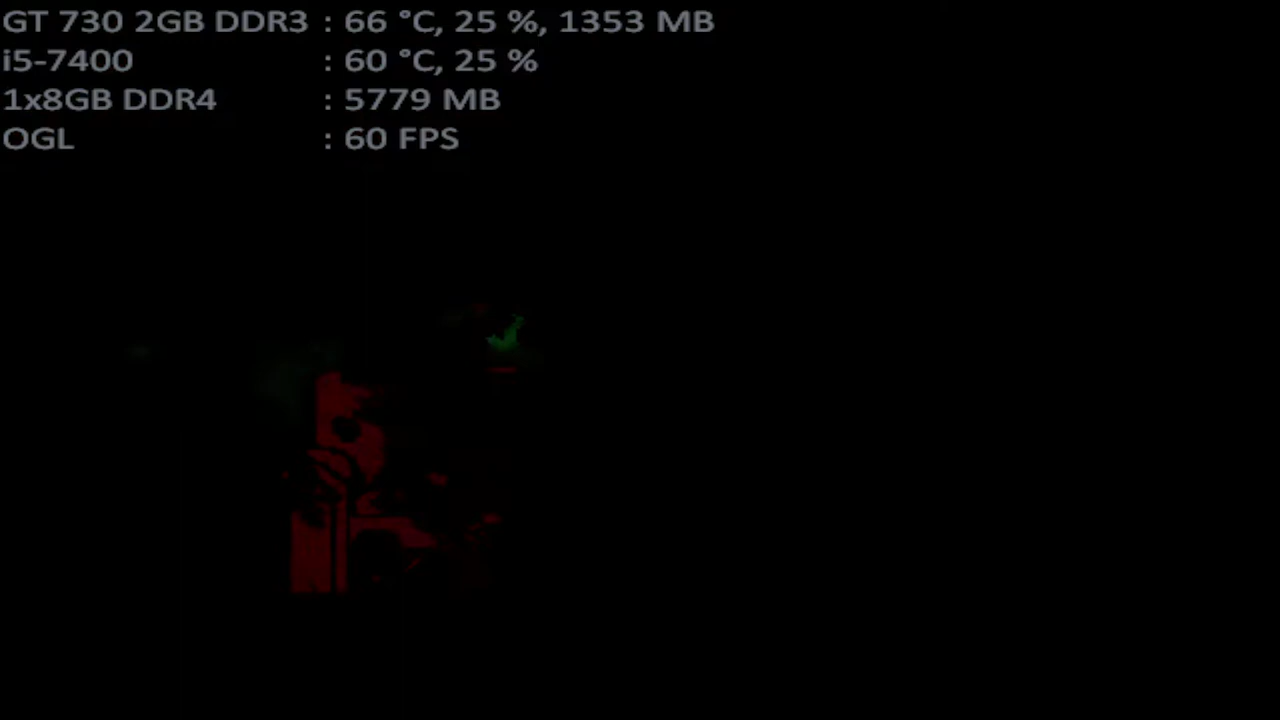 GT 730 2GB DDR3 : 66 °C, 25 %, 1353 MB
i5-7400 : 60 °C, 25 %
1x8GB DDR4 : 5779 MB
OGL : 60 FPS